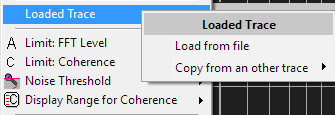 Loaded Trace
A Limit: FFT Level
C Limit: Coherence
Noise Threshold
Display Range for Coherence
Loaded Trace
Load from file
Copy from an other trace